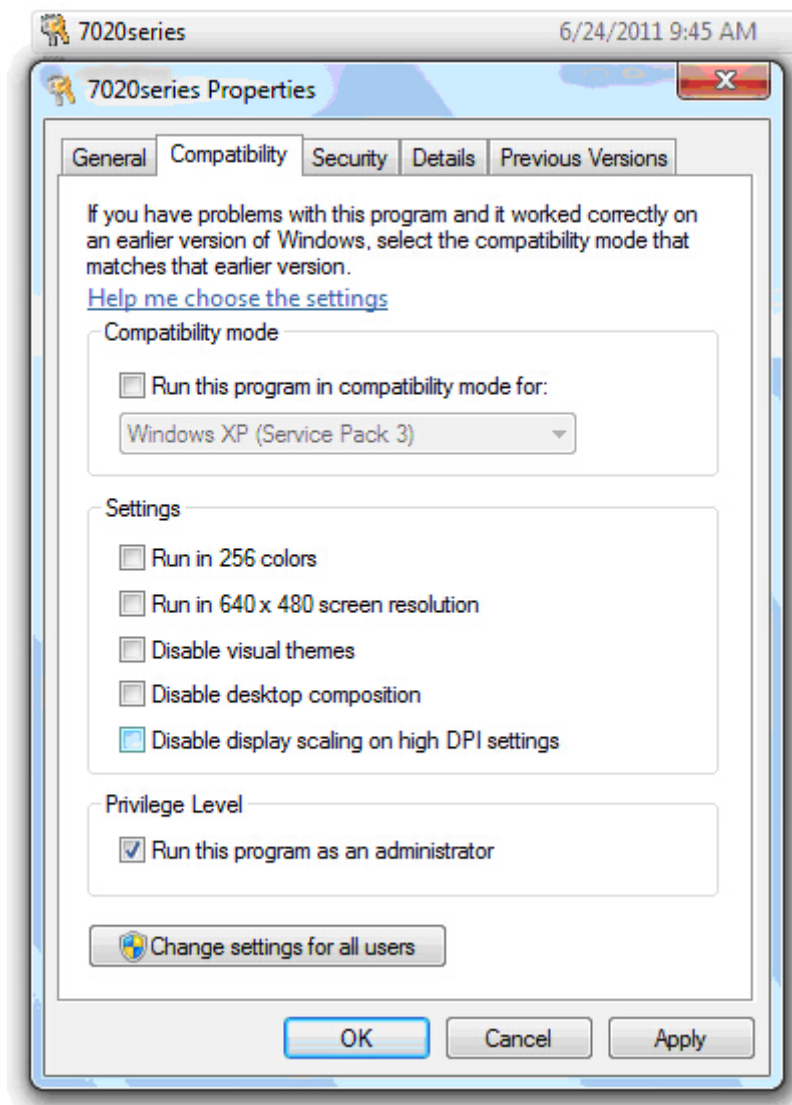 7020series 6/24/2011 9:45 AM
7020series Properties
General Compatibility Security Details Previous Versions
If you have problems with this program and it worked correctly on
an earlier version of Windows, select the compatibility mode that
matches that earlier version.
Help me choose the settings
Compatibility mode
Run this program in compatibility mode for:
Windows XP (Service Pack 3)
Settings
Run in 256 colors
Run in 640 x 480 screen resolution
Disable visual themes
Disable desktop composition
Disable display scaling on high DPI settings
Privilege Level
Run this program as an administrator
Change settings for all users
OK Cancel Apply